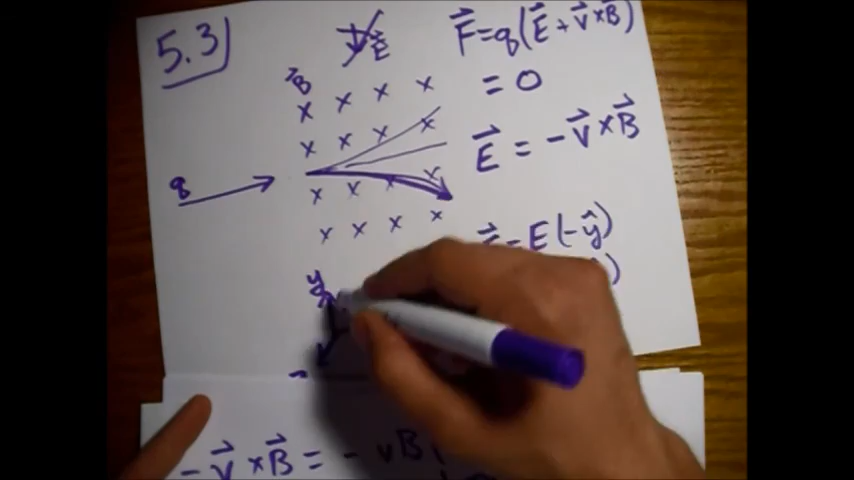 5.3)
E⃗
F⃗=q(E⃗+v⃗×B⃗)
= 0
B⃗
x x x x
x x x x
E⃗ = -v⃗×B⃗
q
x x x x
x x x x
= E(-ŷ)
y
-v⃗×B⃗ = - vB